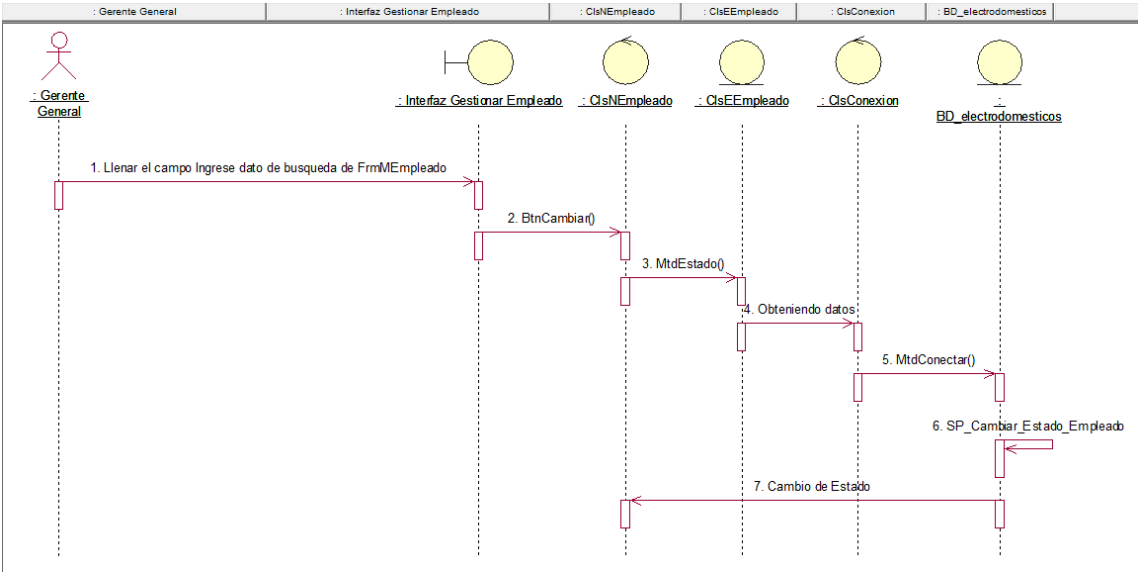 : Gerente General
: Interfaz Gestionar Empleado
: ClsNEmpleado
: ClsEEmpleado
: ClsConexion
: BD_electrodomesticos
: Gerente
General
: Interfaz Gestionar Empleado
: ClsNEmpleado
: ClsEEmpleado
: ClsConexion
:
BD_electrodomesticos
1. Llenar el campo Ingrese dato de busqueda de FrmMEmpleado
2. BtnCambiar()
3. MtdEstado()
4. Obteniendo datos
5. MtdConectar()
6. SP_Cambiar_Estado_Empleado
7. Cambio de Estado